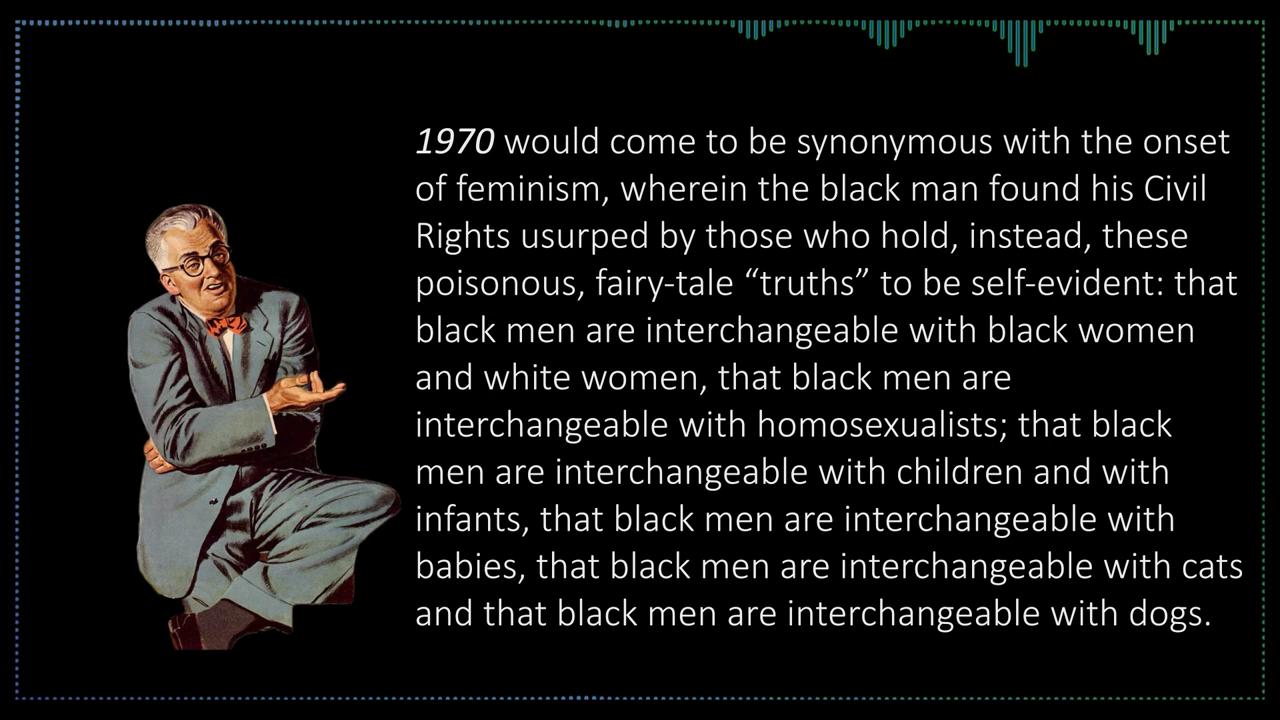 1970 would come to be synonymous with the onset
of feminism, wherein the black man found his Civil
Rights usurped by those who hold, instead, these
poisonous, fairy-tale “truths” to be self-evident: that
black men are interchangeable with black women
and white women, that black men are
interchangeable with homosexualists; that black
men are interchangeable with children and with
infants, that black men are interchangeable with
babies, that black men are interchangeable with cats
and that black men are interchangeable with dogs.